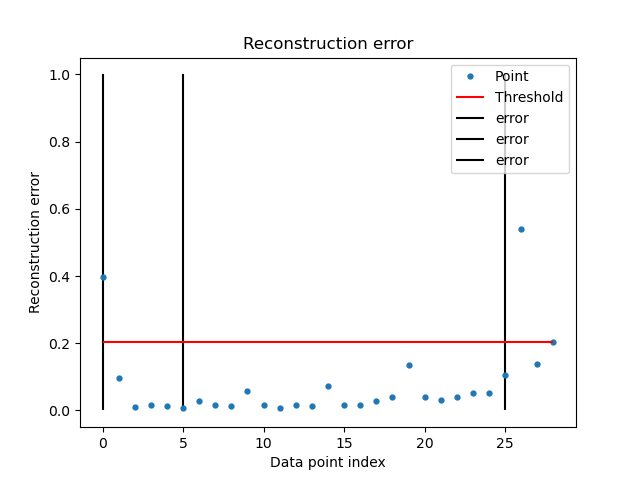 Reconstruction error
Point
Threshold
error
error
error
Reconstruction error
1.0
0.8
0.6
0.4
0.2
0.0
0 5 10 15 20 25
Data point index